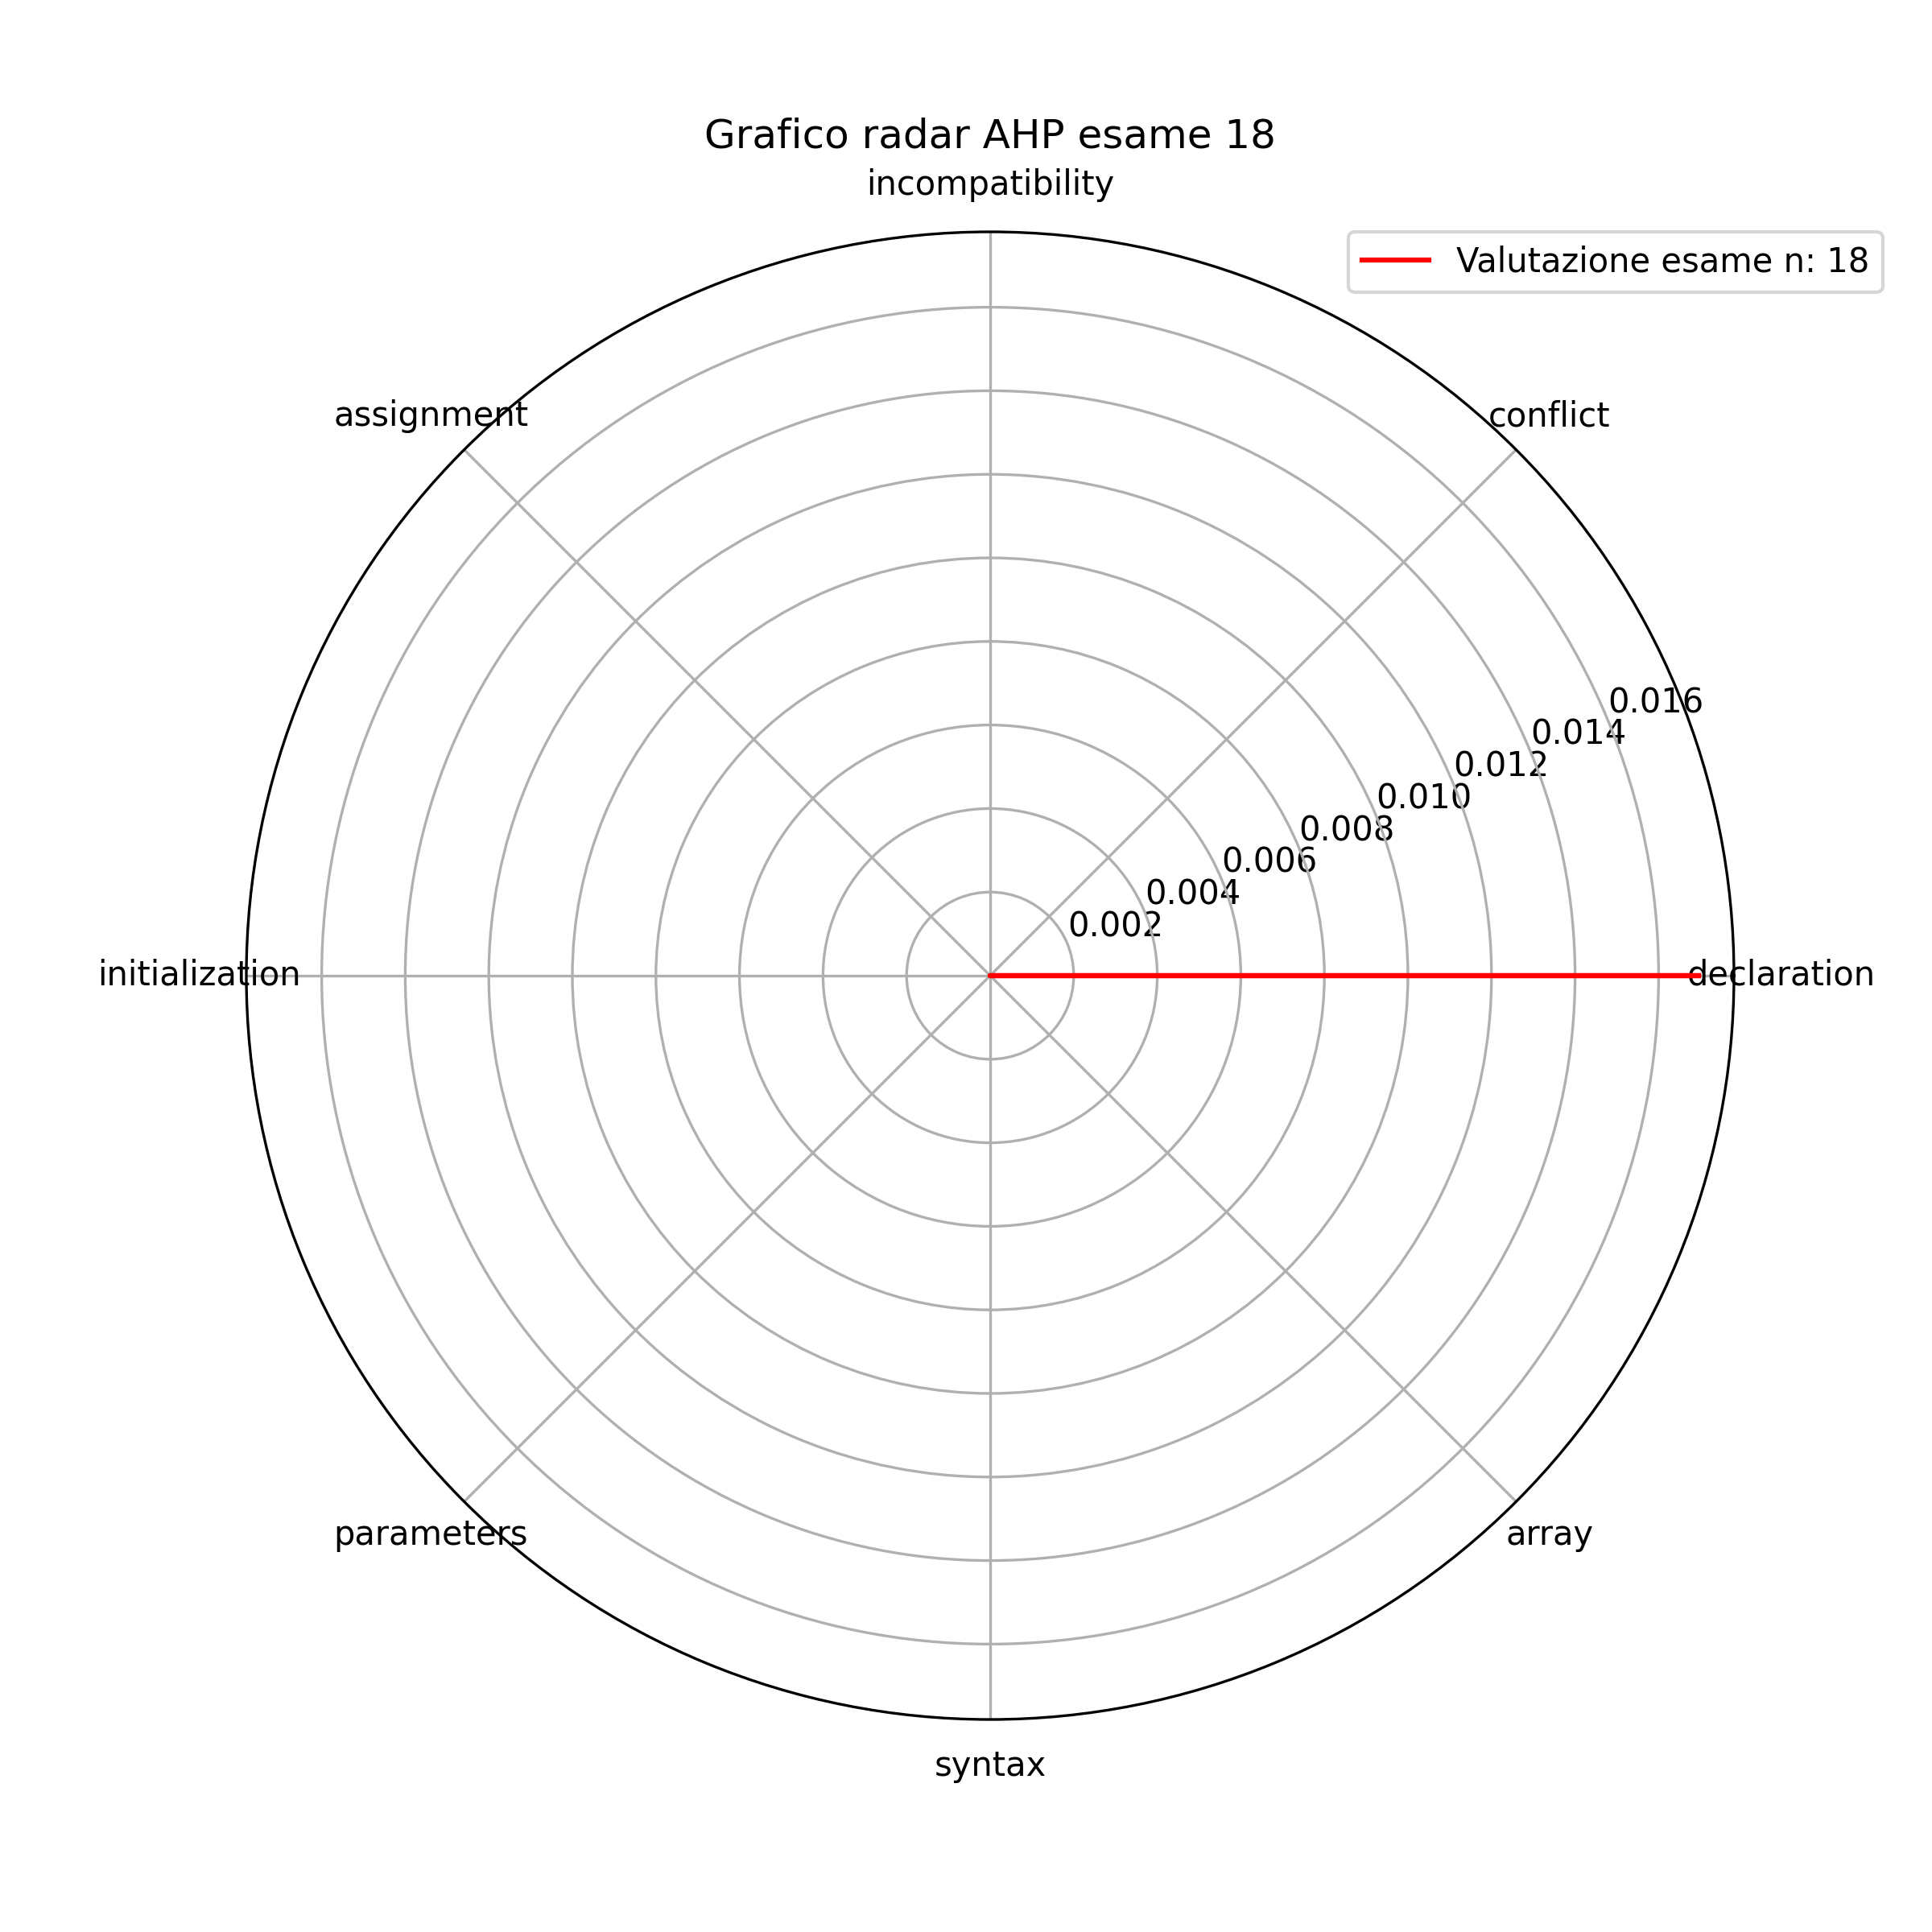 Grafico radar AHP esame 18
incompatibility
Valutazione esame n: 18
assignment
conflict
0.016
0.014
0.012
0.010
0.008
0.006
0.004
0.002
initialization
declaration
parameters
array
syntax